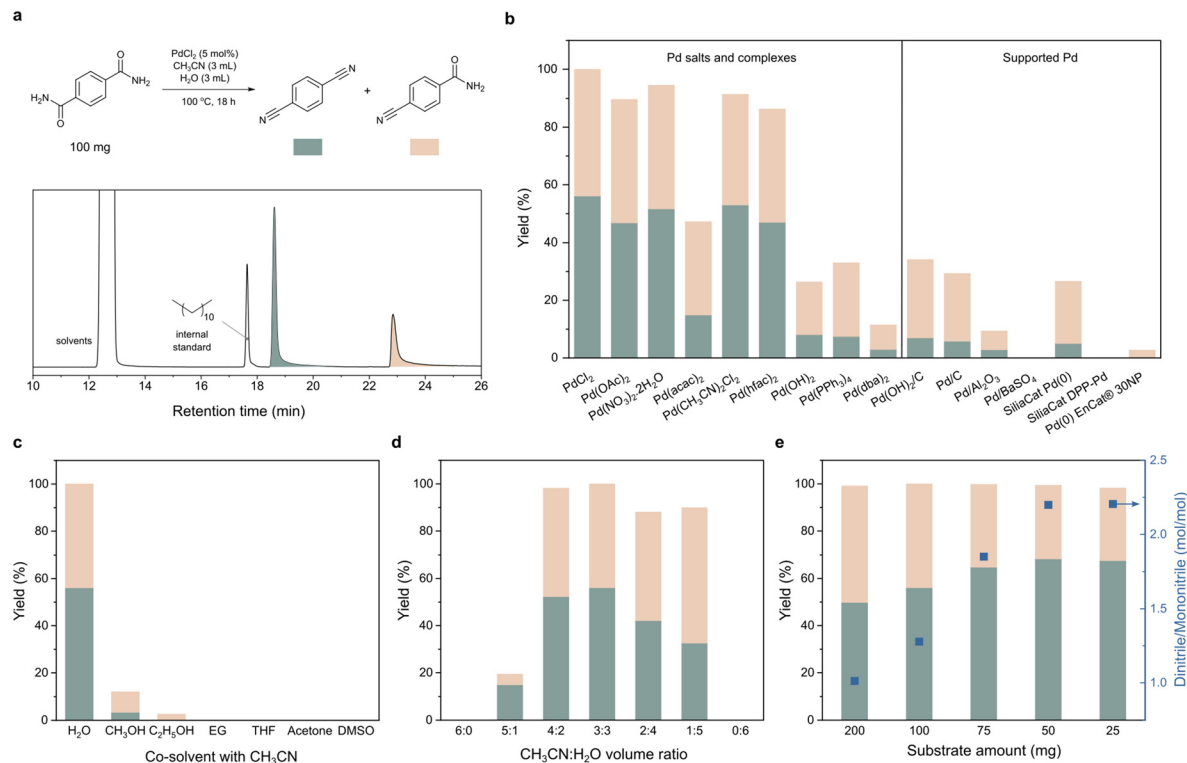 a
PdCl2 (5 mol%)
CH3CN (3 mL)
H2O (3 mL)
100 °C, 18 h
H2N
O
O
NH2
N
N
+
N
O
NH2
100 mg
solvents
10
internal
standard
10 12 14 16 18 20 22 24 26
Retention time (min)
b
Pd salts and complexes
Supported Pd
Yield (%)
100
80
60
40
20
0
PdCl2
Pd(OAc)2
Pd(NO3)2.2H2O
Pd(acac)2
Pd(CH3CN)2Cl2
Pd(hfac)2
Pd(OH)2
Pd(PPh3)4
Pd(dba)2
Pd(OH)2/C
Pd/C
Pd/Al2O3
Pd/BaSO4
SiliaCat Pd(0)
SiliaCat DPP-Pd
Pd(0) EnCat® 30NP
c
Yield (%)
100
80
60
40
20
0
H2O CH3OH C2H5OH EG THF Acetone DMSO
Co-solvent with CH3CN
d
Yield (%)
100
80
60
40
20
0
6:0 5:1 4:2 3:3 2:4 1:5 0:6
CH3CN:H2O volume ratio
e
Yield (%)
100
80
60
40
20
0
200 100 75 50 25
Substrate amount (mg)
2.5
2.0
1.5
1.0
Dinitrile/Mononitrile (mol/mol)